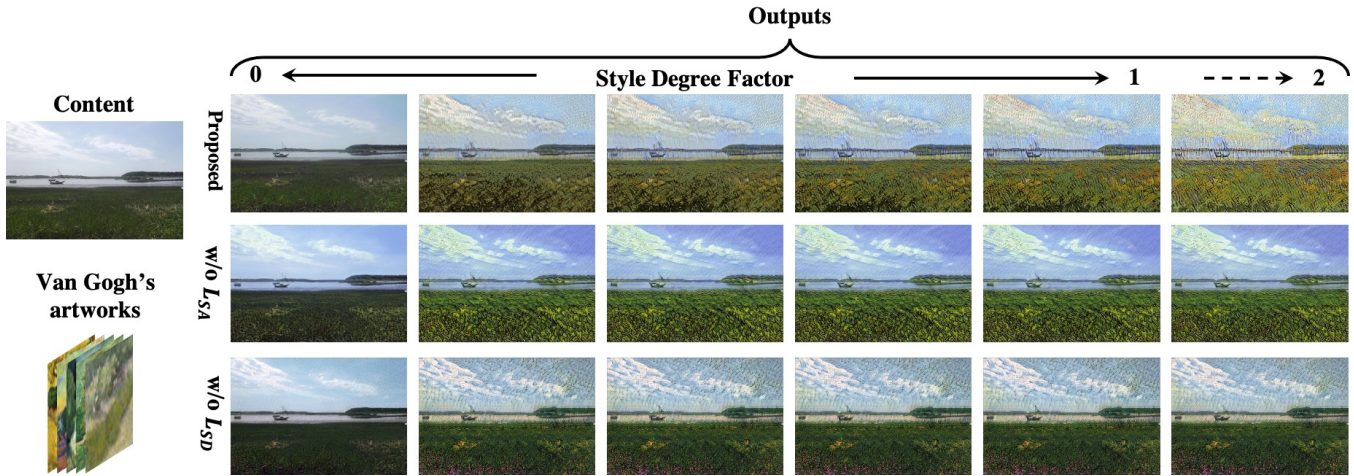 Outputs
0
Style Degree Factor
1
2
Content
Van Gogh's
artworks
Proposed
w/o L_SA
w/o L_SD